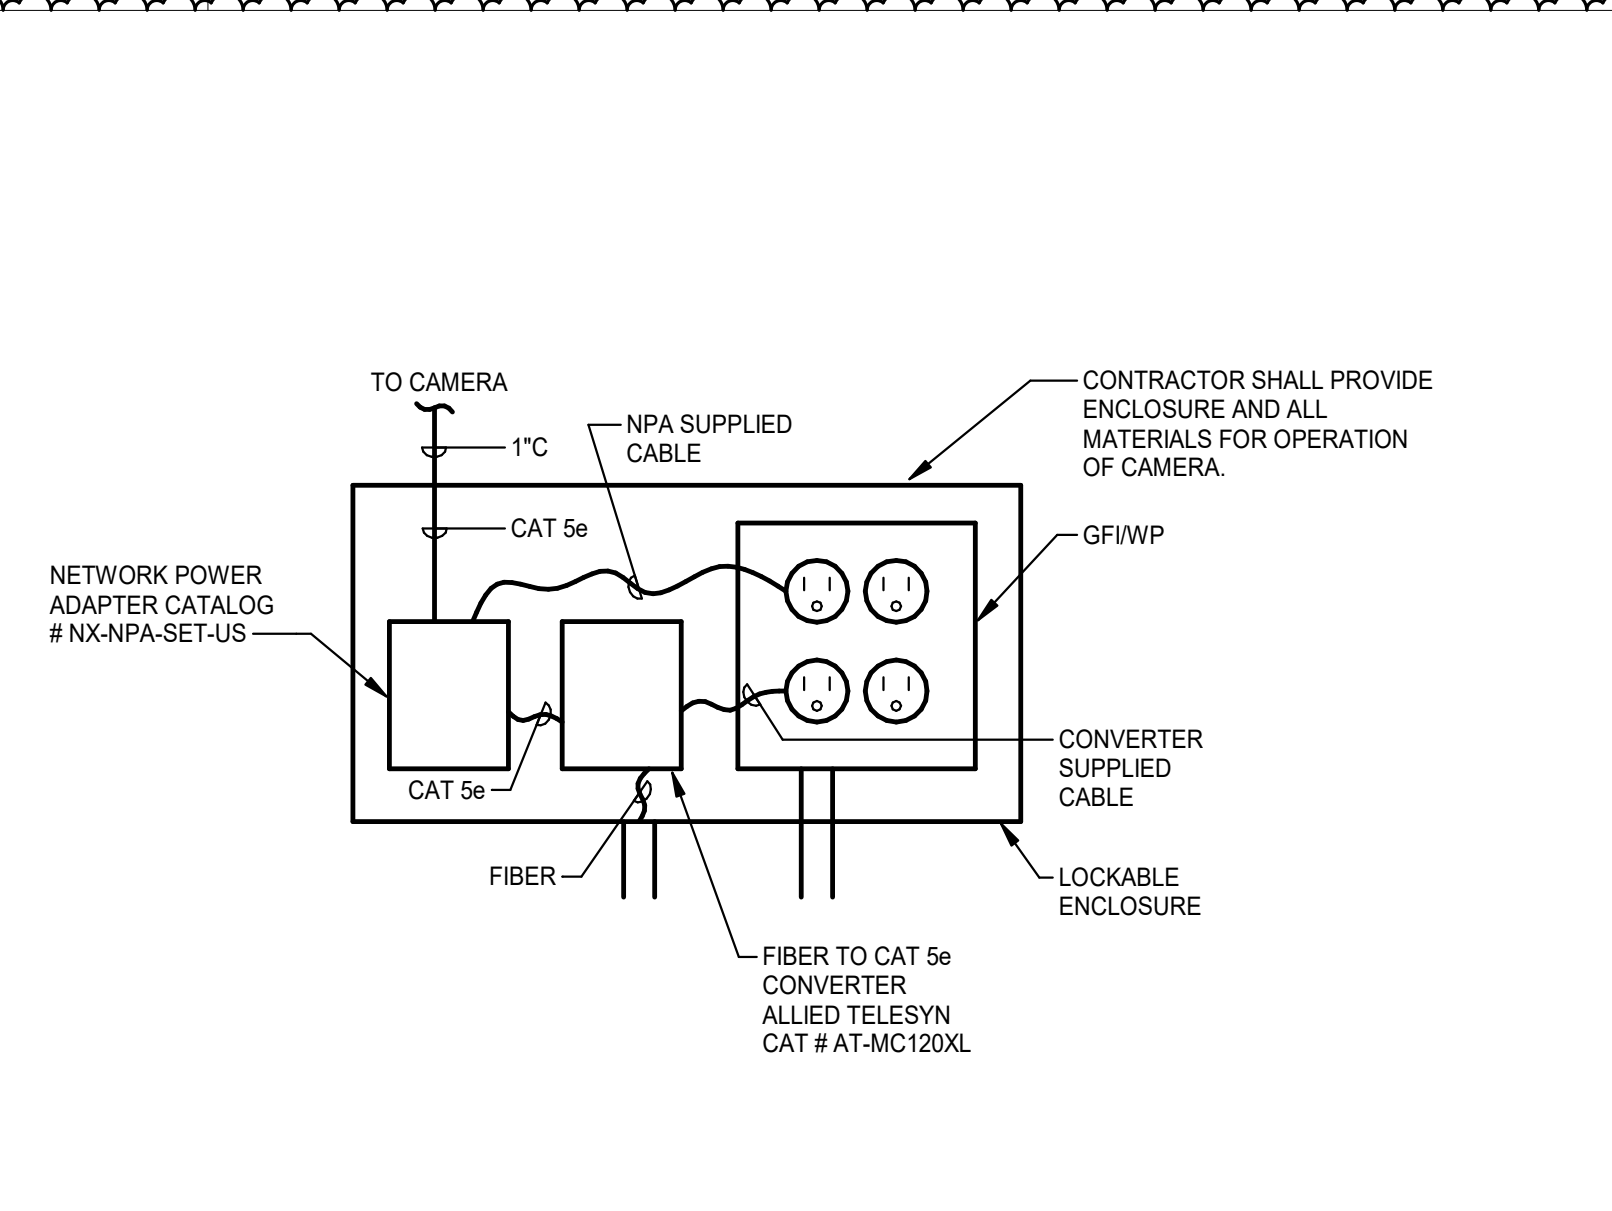 TO CAMERA
1"C
CAT 5e
NPA SUPPLIED
CABLE
CONTRACTOR SHALL PROVIDE
ENCLOSURE AND ALL
MATERIALS FOR OPERATION
OF CAMERA.
GFI/WP
NETWORK POWER
ADAPTER CATALOG
# NX-NPA-SET-US
CAT 5e
FIBER
CONVERTER
SUPPLIED
CABLE
LOCKABLE
ENCLOSURE
FIBER TO CAT 5e
CONVERTER
ALLIED TELESYN
CAT # AT-MC120XL